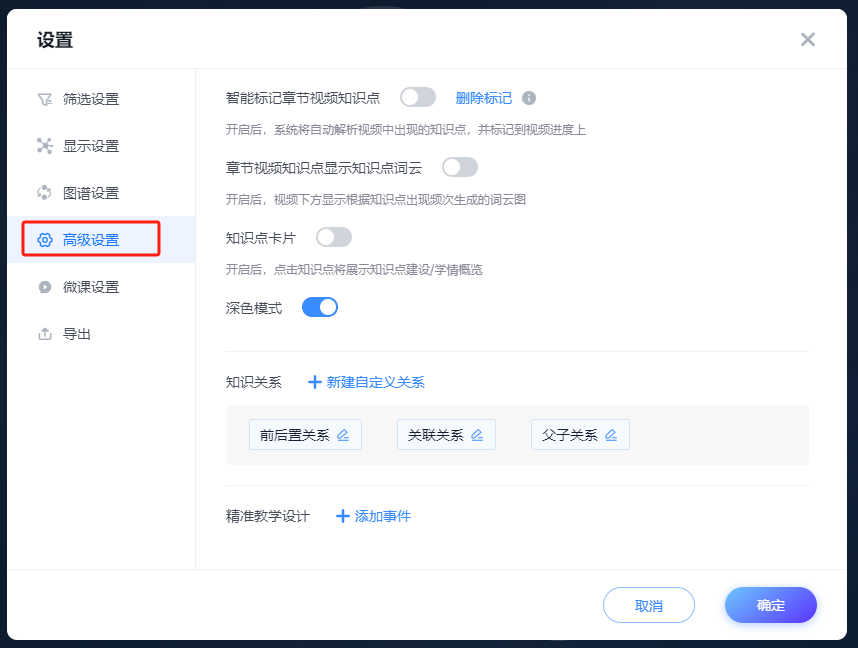 设置
筛选设置
显示设置
图谱设置
高级设置
微课设置
导出
智能标记章节视频知识点 删除标记
开启后，系统将自动解析视频中出现的知识点，并标记到视频进度上
章节视频知识点显示知识点词云
开启后，视频下方显示根据知识点出现频次生成的词云图
知识点卡片
开启后，点击知识点将展示知识点建设/学情概览
深色模式
知识关系 新建自定义关系
前后置关系 关联关系 父子关系
精准教学设计 添加事件
取消 确定